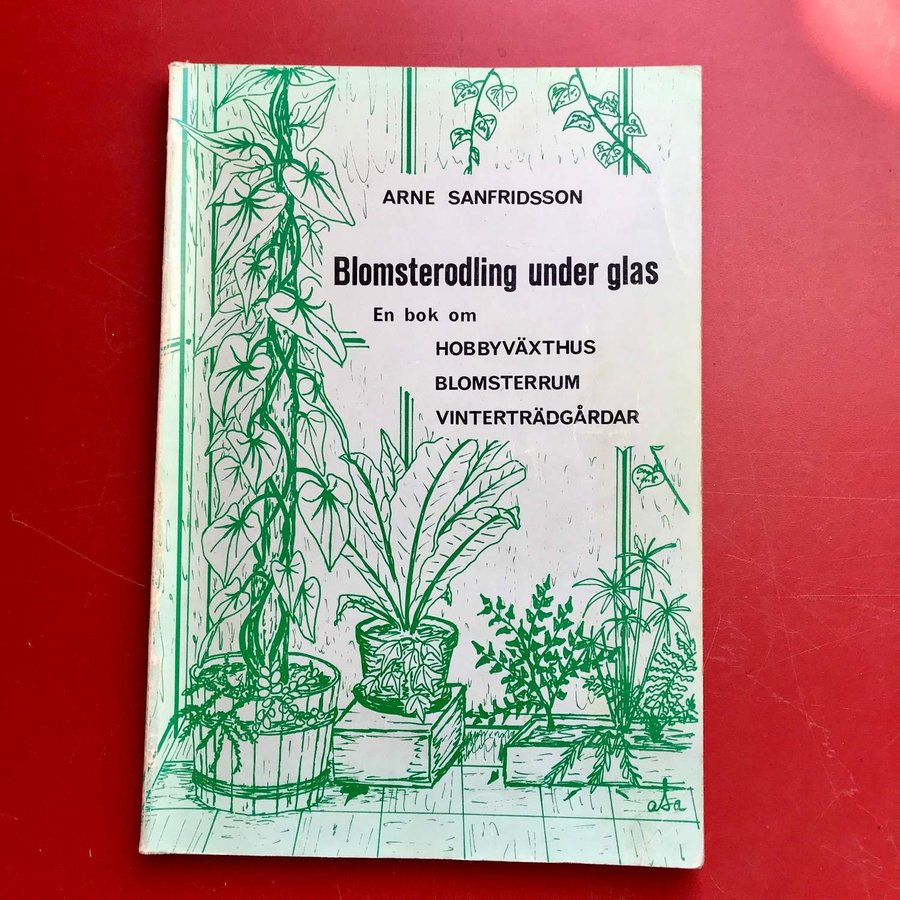 ARNE SANFRIDSSON
Blomsterodling under glas
En bok om
HOBBYVÄXTHUS
BLOMSTERRUM
VINTERTRÄDGÅRDAR